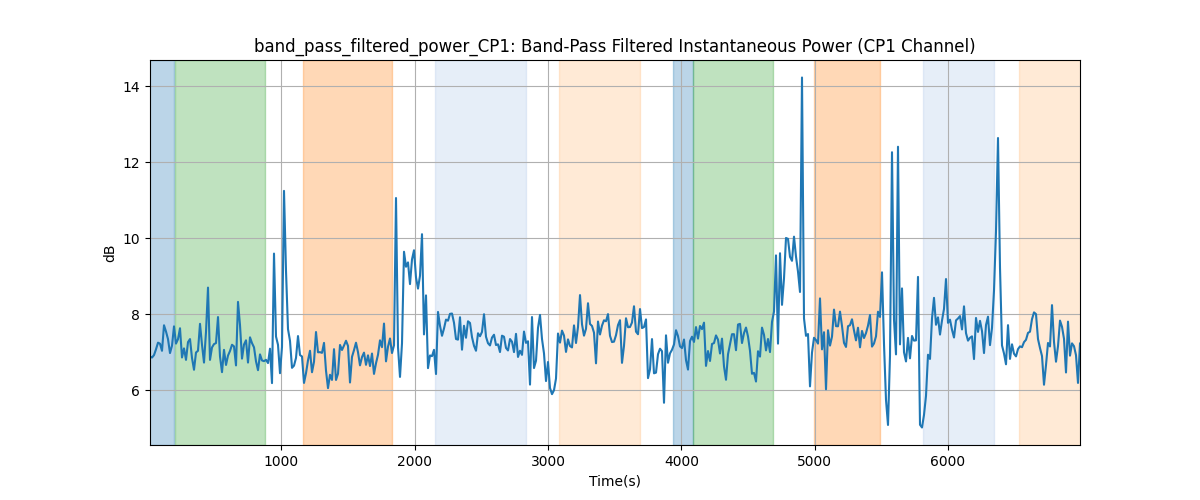 band_pass_filtered_power_CP1: Band-Pass Filtered Instantaneous Power (CP1 Channel)
14
12
10
8
6
dB
1000 2000 3000 4000 5000 6000
Time(s)